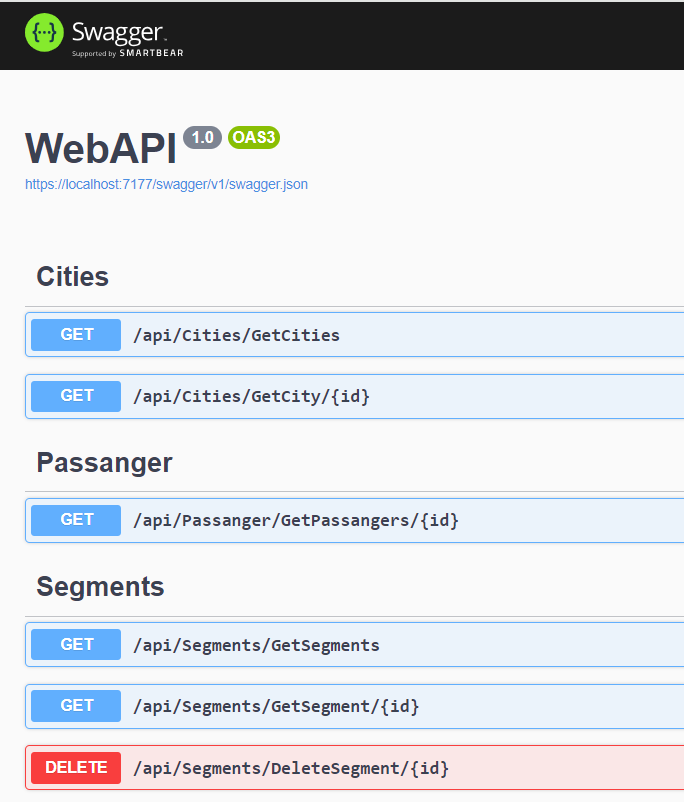 {···} Swagger.
Supported by SMARTBEAR
WebAPI 1.0 OAS3
https://localhost:7177/swagger/v1/swagger.json
Cities
GET /api/Cities/GetCities
GET /api/Cities/GetCity/{id}
Passanger
GET /api/Passanger/GetPassangers/{id}
Segments
GET /api/Segments/GetSegments
GET /api/Segments/GetSegment/{id}
DELETE /api/Segments/DeleteSegment/{id}